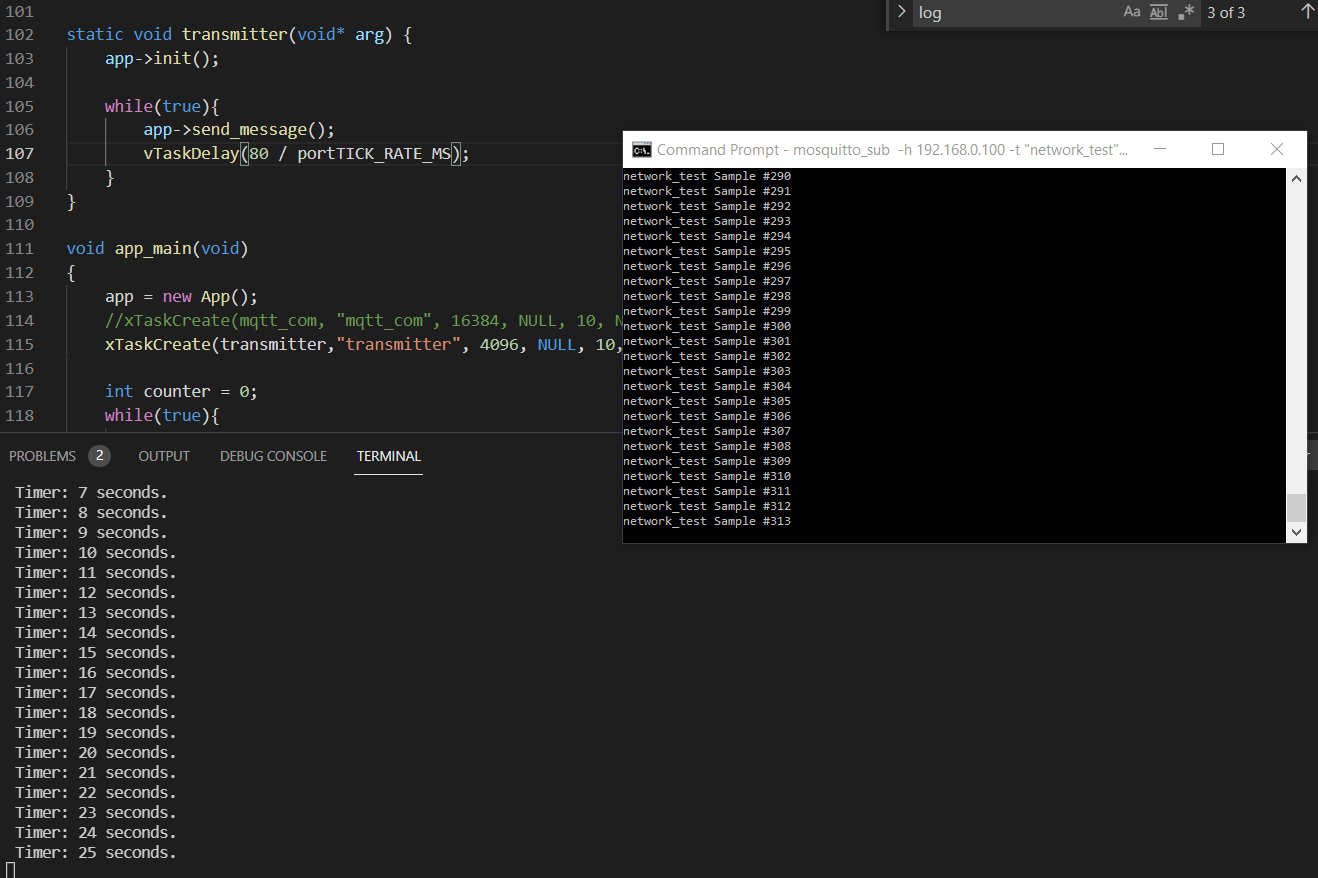 101
102 static void transmitter(void* arg) {
103 app->init();
104
105 while(true){
106 app->send_message();
107 vTaskDelay(80 / portTICK_RATE_MS);
108 }
109 }
110
111 void app_main(void)
112 {
113 app = new App();
114 //xTaskCreate(mqtt_com, "mqtt_com", 16384, NULL, 10,
115 xTaskCreate(transmitter,"transmitter", 4096, NULL, 10,
116
117 int counter = 0;
118 while(true){
log Aa Abl .* 3 of 3
Command Prompt - mosquitto_sub -h 192.168.0.100 -t "network_test"...
network_test Sample #290
network_test Sample #291
network_test Sample #292
network_test Sample #293
network_test Sample #294
network_test Sample #295
network_test Sample #296
network_test Sample #297
network_test Sample #298
network_test Sample #299
network_test Sample #300
network_test Sample #301
network_test Sample #302
network_test Sample #303
network_test Sample #304
network_test Sample #305
network_test Sample #306
network_test Sample #307
network_test Sample #308
network_test Sample #309
network_test Sample #310
network_test Sample #311
network_test Sample #312
network_test Sample #313
PROBLEMS 2 OUTPUT DEBUG CONSOLE TERMINAL
Timer: 7 seconds.
Timer: 8 seconds.
Timer: 9 seconds.
Timer: 10 seconds.
Timer: 11 seconds.
Timer: 12 seconds.
Timer: 13 seconds.
Timer: 14 seconds.
Timer: 15 seconds.
Timer: 16 seconds.
Timer: 17 seconds.
Timer: 18 seconds.
Timer: 19 seconds.
Timer: 20 seconds.
Timer: 21 seconds.
Timer: 22 seconds.
Timer: 23 seconds.
Timer: 24 seconds.
Timer: 25 seconds.